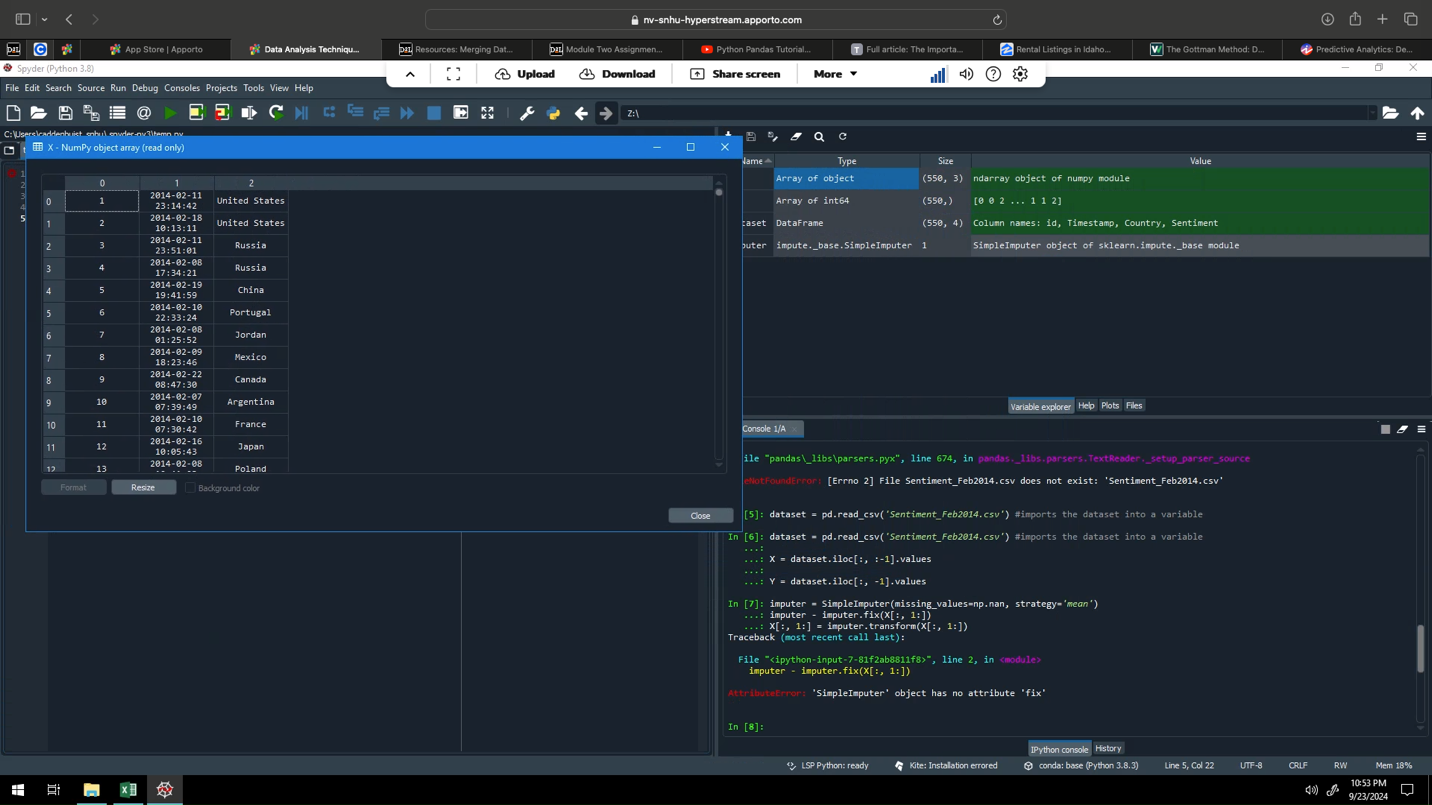 nv-snhu-hyperstream.apporto.com
App Store | Apporto
Data Analysis Techniqu...
Resources: Merging Dat...
Module Two Assignmen...
Python Pandas Tutorial...
Full article: The Importa...
Rental Listings in Idaho...
The Gottman Method: D...
Predictive Analytics: De...
Spyder (Python 3.8)
Upload
Download
Share screen
More
File Edit Search Source Run Debug Consoles Projects Tools View Help
Z:\
C:\Users\caddenhuist_snhu\.spyder-py3\temp.py
X - NumPy object array (read only)
0 1 2
0 1 2014-02-11 23:14:42 United States
1 2 2014-02-18 10:13:11 United States
2 3 2014-02-11 23:51:01 Russia
3 4 2014-02-08 17:34:21 Russia
4 5 2014-02-19 19:41:59 China
5 6 2014-02-10 22:33:24 Portugal
6 7 2014-02-08 01:25:52 Jordan
7 8 2014-02-09 18:23:46 Mexico
8 9 2014-02-22 08:47:30 Canada
9 10 2014-02-07 07:39:49 Argentina
10 11 2014-02-10 07:30:42 France
11 12 2014-02-16 10:05:43 Japan
12 13 2014-02-08 Poland
Format
Resize
Background color
Close
Name Type Size Value
Array of object (550, 3) ndarray object of numpy module
Array of int64 (550,) [0 0 2 ... 1 1 2]
taset DataFrame (550, 4) Column names: id, Timestamp, Country, Sentiment
puter impute._base.SimpleImputer 1 SimpleImputer object of sklearn.impute._base module
Variable explorer Help Plots Files
Console 1/A
ile "pandas\_libs\parsers.pyx", line 674, in pandas._libs.parsers.TextReader._setup_parser_source
eNotFoundError: [Errno 2] File Sentiment_Feb2014.csv does not exist: 'Sentiment_Feb2014.csv'
[5]: dataset = pd.read_csv('Sentiment_Feb2014.csv') #imports the dataset into a variable
In [6]: dataset = pd.read_csv('Sentiment_Feb2014.csv') #imports the dataset into a variable
...:
...: X = dataset.iloc[:, :-1].values
...:
...: Y = dataset.iloc[:, -1].values
In [7]: imputer = SimpleImputer(missing_values=np.nan, strategy='mean')
...: imputer - imputer.fix(X[:, 1:])
...: X[:, 1:] = imputer.transform(X[:, 1:])
Traceback (most recent call last):
File "<ipython-input-7-81f2ab8811f8>", line 2, in <module>
imputer - imputer.fix(X[:, 1:])
AttributeError: 'SimpleImputer' object has no attribute 'fix'
In [8]:
IPython console History
LSP Python: ready
Kite: Installation errored
conda: base (Python 3.8.3)
Line 5, Col 22
UTF-8
CRLF
RW
Mem 18%
10:53 PM
9/23/2024